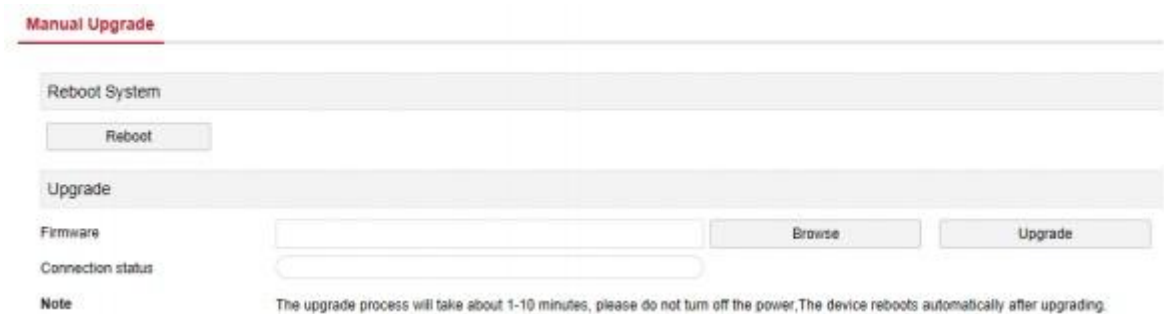 Manual Upgrade
Reboot System
Reboot
Upgrade
Firmware Browse Upgrade
Connection status
Note The upgrade process will take about 1-10 minutes, please do not turn off the power,The device reboots automatically after upgrading.